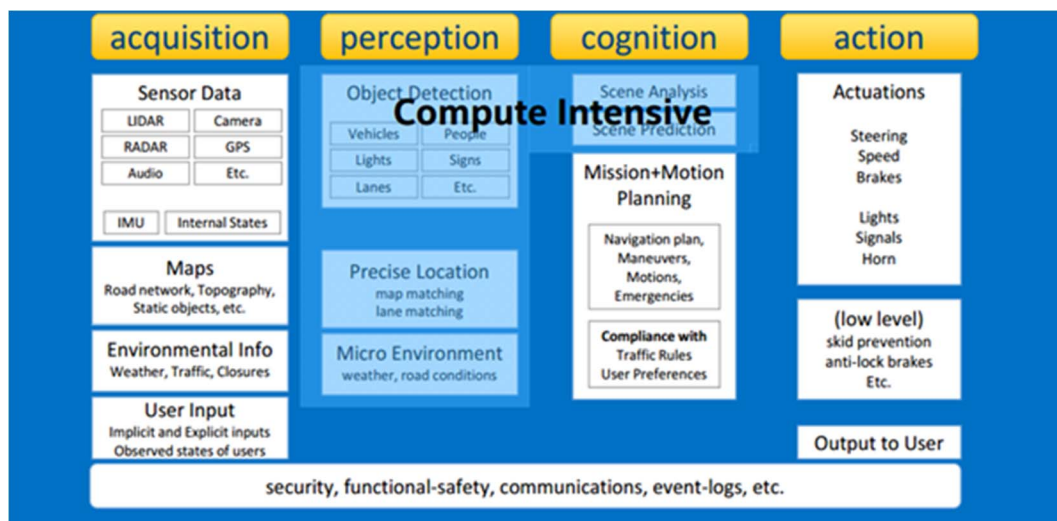 acquisition
Sensor Data
LIDAR
Camera
RADAR
GPS
Audio
Etc.
IMU
Internal States
Maps
Road network, Topography,
Static objects, etc.
Environmental Info
Weather, Traffic, Closures
User Input
Implicit and Explicit inputs
Observed states of users
perception
Object Detection
Compute Intensive
Vehicles
People
Lights
Signs
Lanes
Etc.
Precise Location
map matching
lane matching
Micro Environment
weather, road conditions
cognition
Scene Analysis
Scene Prediction
Mission+Motion
Planning
Navigation plan,
Maneuvers,
Motions,
Emergencies
Compliance with
Traffic Rules
User Preferences
action
Actuations
Steering
Speed
Brakes
Lights
Signals
Horn
(low level)
skid prevention
anti-lock brakes
Etc.
Output to User
security, functional-safety, communications, event-logs, etc.